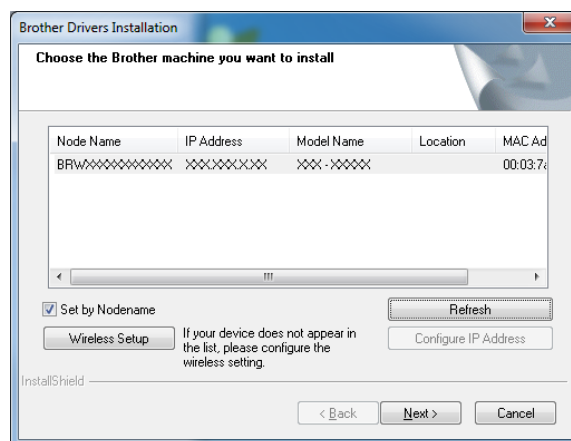 Brother Drivers Installation
Choose the Brother machine you want to install
Node Name IP Address Model Name Location MAC Ad
BRWXXXXXXXXXXXX XXX.XXX.X.XX XXX-XXXXX 00:03:7a
Set by Nodename
Refresh
Wireless Setup
If your device does not appear in
the list, please configure the
wireless setting.
Configure IP Address
InstallShield
< Back Next > Cancel